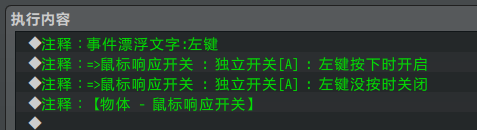 执行内容
◆注释：事件漂浮文字:左键
◆注释：=>鼠标响应开关 : 独立开关[A] : 左键按下时开启
◆注释：=>鼠标响应开关 : 独立开关[A] : 左键没按时关闭
◆注释：【物体 - 鼠标响应开关】
◆